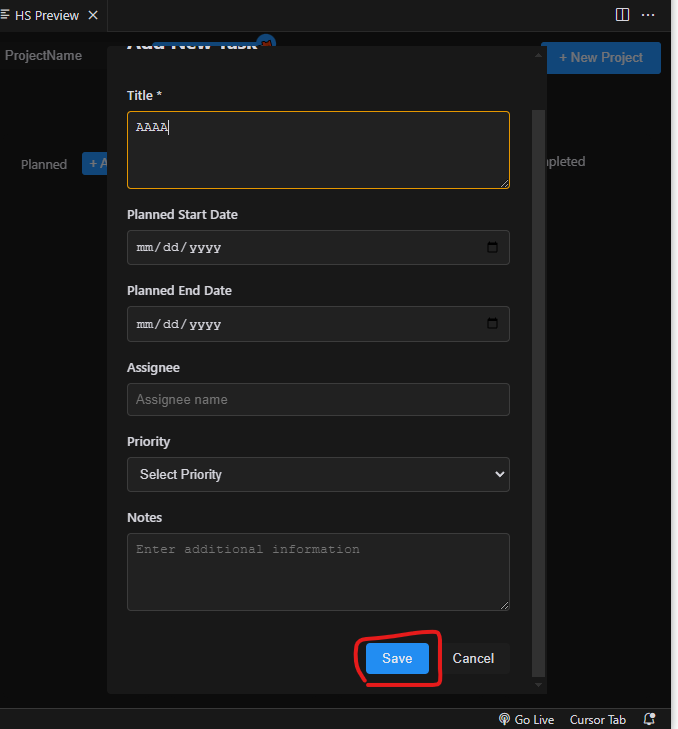 HS Preview
ProjectName
Add New Task
+ New Project
Title *
AAAA
Planned
+ A
pleted
Planned Start Date
mm/dd/yyyy
Planned End Date
mm/dd/yyyy
Assignee
Assignee name
Priority
Select Priority
Notes
Enter additional information
Save
Cancel
Go Live
Cursor Tab